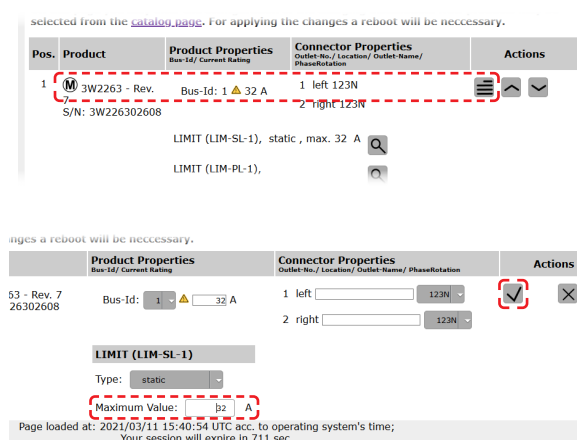 selected from the catalog page. For applying the changes a reboot will be neccessary.
Pos. Product Product Properties Connector Properties Actions
Bus-Id/ Current Rating Outlet-No./ Location/ Outlet-Name/
PhaseRotation
1 M 3W2263 - Rev. Bus-Id: 1 32 A 1 left 123N
7 2 right 123N
S/N: 3W226302608
LIMIT (LIM-SL-1), static , max. 32 A
LIMIT (LIM-PL-1),
nges a reboot will be neccessary.
Product Properties Connector Properties Actions
Bus-Id/ Current Rating Outlet-No./ Location/ Outlet-Name/ PhaseRotation
63 - Rev. 7 Bus-Id: 1 32 A 1 left 123N
26302608 2 right 123N
LIMIT (LIM-SL-1)
Type: static
Maximum Value: 32 A
Page loaded at: 2021/03/11 15:40:54 UTC acc. to operating system's time;
Your session will expire in 711 sec